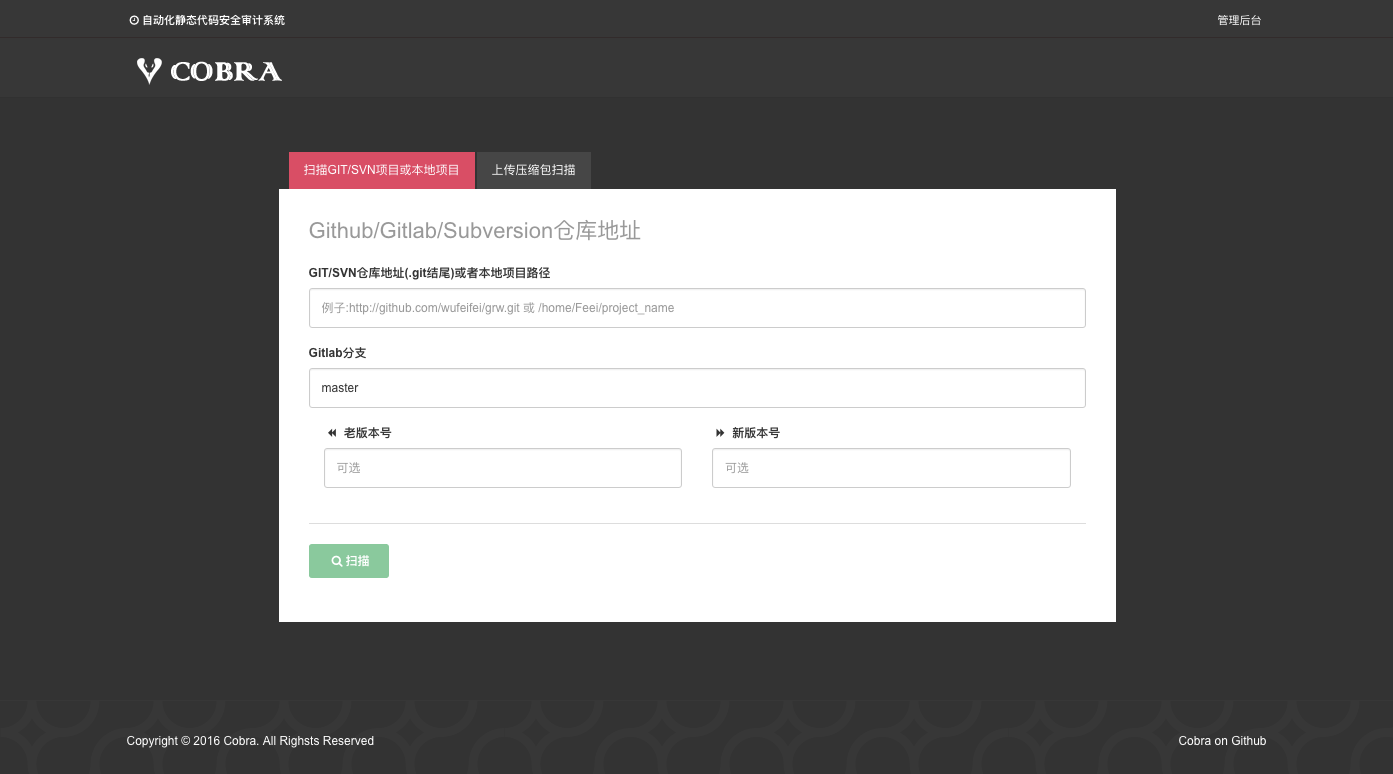 自动化静态代码安全审计系统
管理后台
COBRA
扫描GIT/SVN项目或本地项目
上传压缩包扫描
Github/Gitlab/Subversion仓库地址
GIT/SVN仓库地址(.git结尾)或者本地项目路径
例子:http://github.com/wufeifei/grw.git 或 /home/Feei/project_name
Gitlab分支
master
老版本号
新版本号
可选
可选
扫描
Copyright © 2016 Cobra. All Righsts Reserved
Cobra on Github